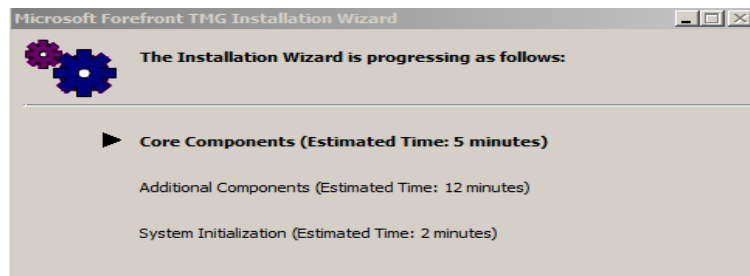 Microsoft Forefront TMG Installation Wizard
The Installation Wizard is progressing as follows:
Core Components (Estimated Time: 5 minutes)
Additional Components (Estimated Time: 12 minutes)
System Initialization (Estimated Time: 2 minutes)